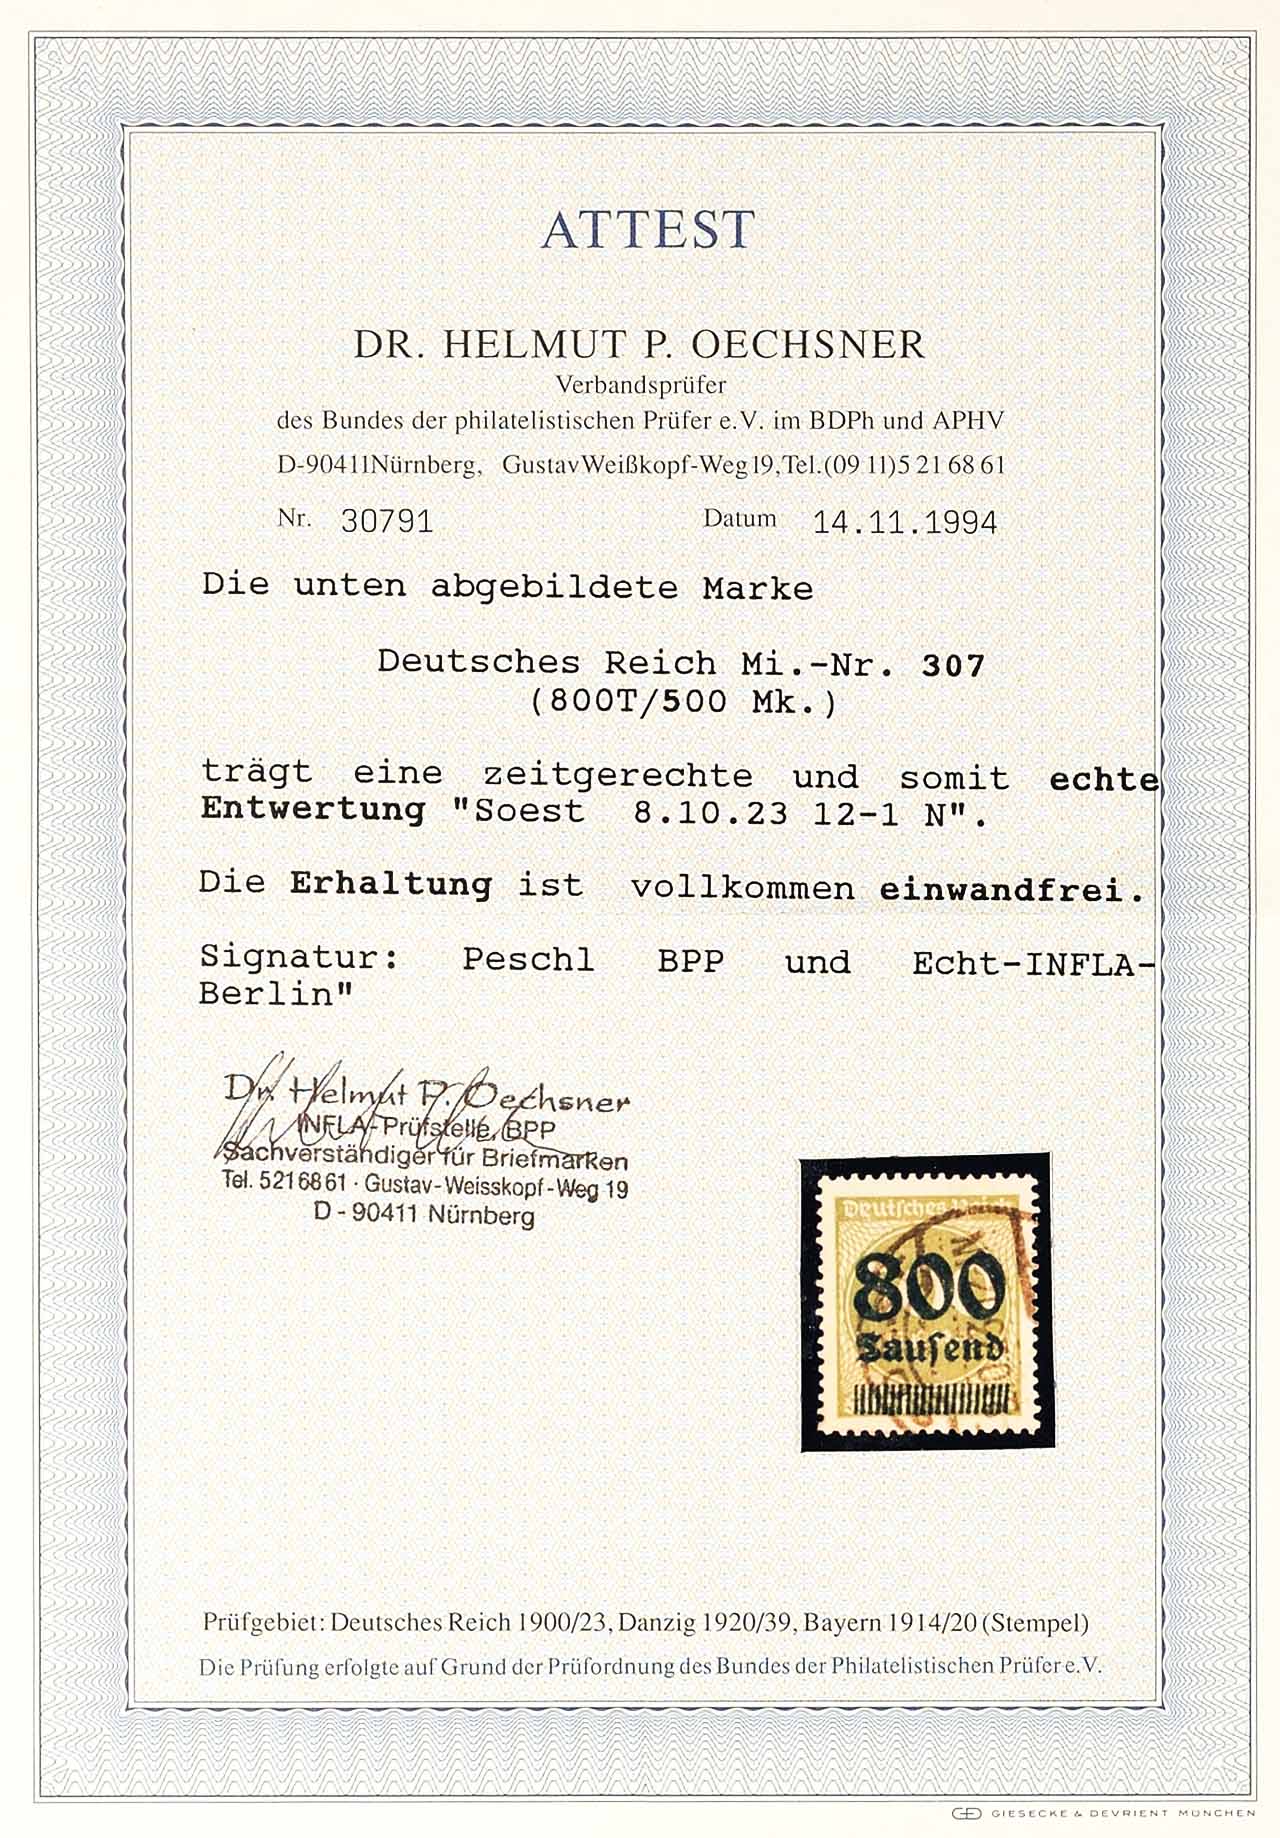 ATTEST
DR. HELMUT P. OECHSNER
Verbandsprüfer
des Bundes der philatelistischen Prüfer e.V. im BDPh und APHV
D-90411Nürnberg, GustavWeißkopf-Weg19,Tel.(09 11)5 21 68 61
Nr. 30791 Datum 14.11.1994
Die unten abgebildete Marke
Deutsches Reich Mi.-Nr. 307
(800T/500 Mk.)
trägt eine zeitgerechte und somit echte
Entwertung "Soest 8.10.23 12-1 N".
Die Erhaltung ist vollkommen einwandfrei.
Signatur: Peschl BPP und Echt-INFLA-
Berlin"
Dr. Helmut P. Oechsner
INFLA-Prüfstelle, BPP
Sachverständiger für Briefmarken
Tel. 5216861 · Gustav-Weisskopf-Weg 19
D - 90411 Nürnberg
Deutsches Reich
800
Tausend
Prüfgebiet: Deutsches Reich 1900/23, Danzig 1920/39, Bayern 1914/20 (Stempel)
Die Prüfung erfolgte auf Grund der Prüfordnung des Bundes der Philatelistischen Prüfer e.V.
GIESECKE & DEVRIENT MÜNCHEN